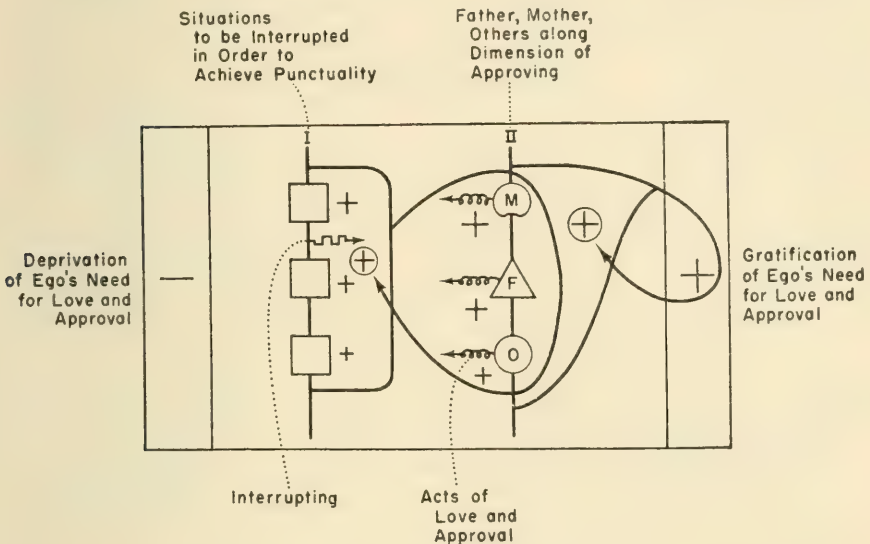 Situations
to be Interrupted
in Order to
Achieve Punctuality
Father, Mother,
Others along
Dimension of
Approving
I
II
M
F
O
Deprivation
of Ego's Need
for Love and
Approval
Gratification
of Ego's Need
for Love and
Approval
Interrupting
Acts of
Love and
Approval